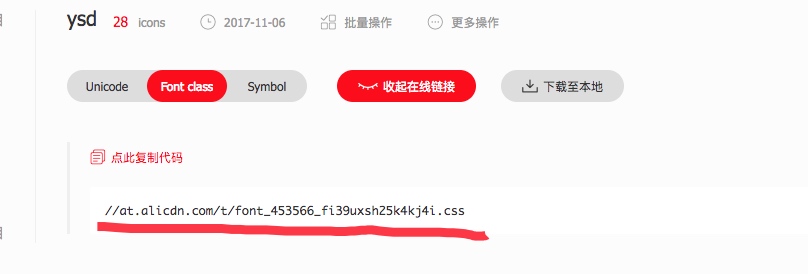 ysd 28 icons 2017-11-06 批量操作 更多操作
Unicode Font class Symbol 收起在线链接 下载至本地
点此复制代码
//at.alicdn.com/t/font_453566_fi39uxsh25k4kj4i.css